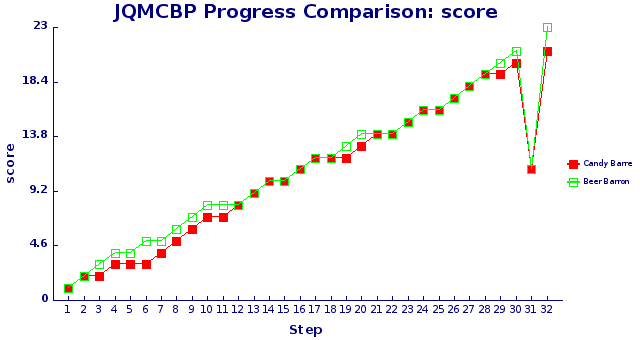 JQMCBP Progress Comparison: score
23
18.4
13.8
9.2
4.6
0
score
1 2 3 4 5 6 7 8 9 10 11 12 13 14 15 16 17 18 19 20 21 22 23 24 25 26 27 28 29 30 31 32
Step
Candy Barre
Beer Barron